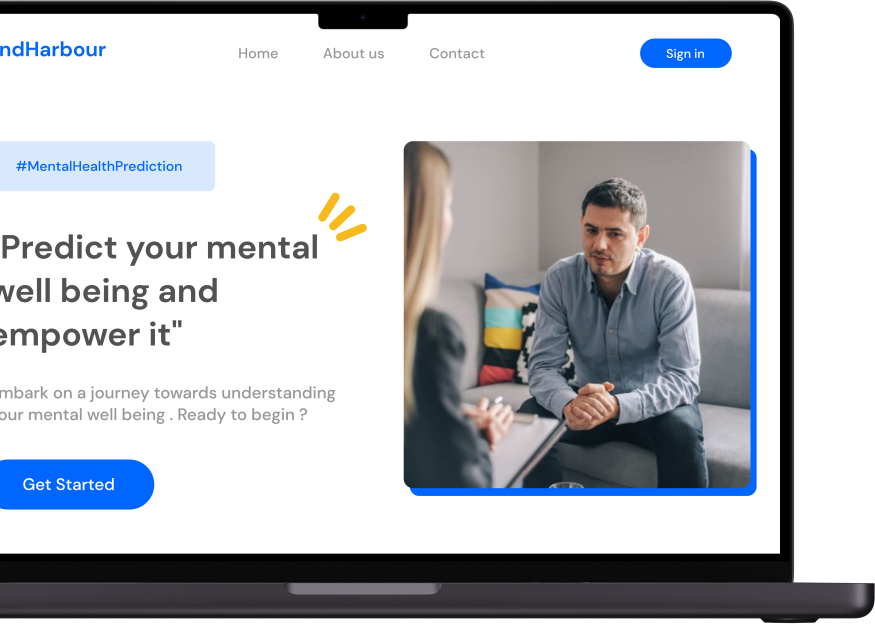 ndHarbour
Home
About us
Contact
Sign in
#MentalHealthPrediction
Predict your mental
well being and
empower it"
mbark on a journey towards understanding
our mental well being . Ready to begin ?
Get Started